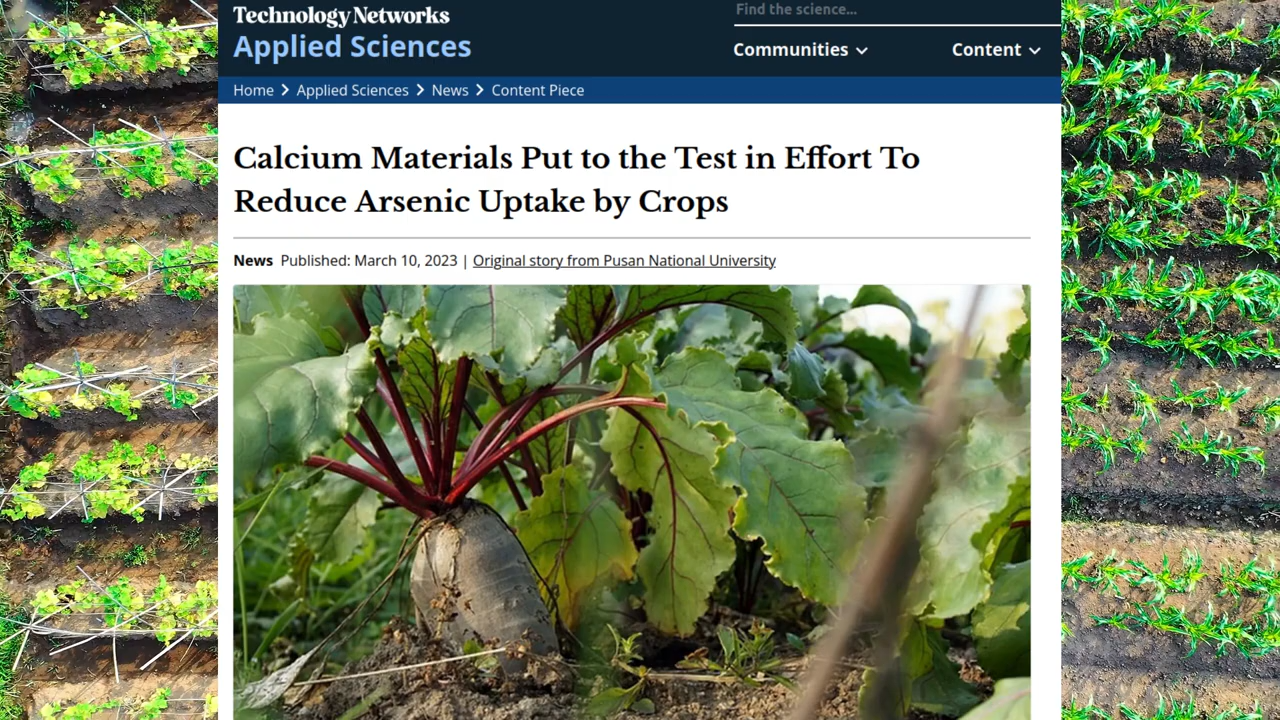 Technology Networks
Find the science...
Applied Sciences
Communities
Content
Home > Applied Sciences > News > Content Piece
Calcium Materials Put to the Test in Effort To
Reduce Arsenic Uptake by Crops
News Published: March 10, 2023 | Original story from Pusan National University